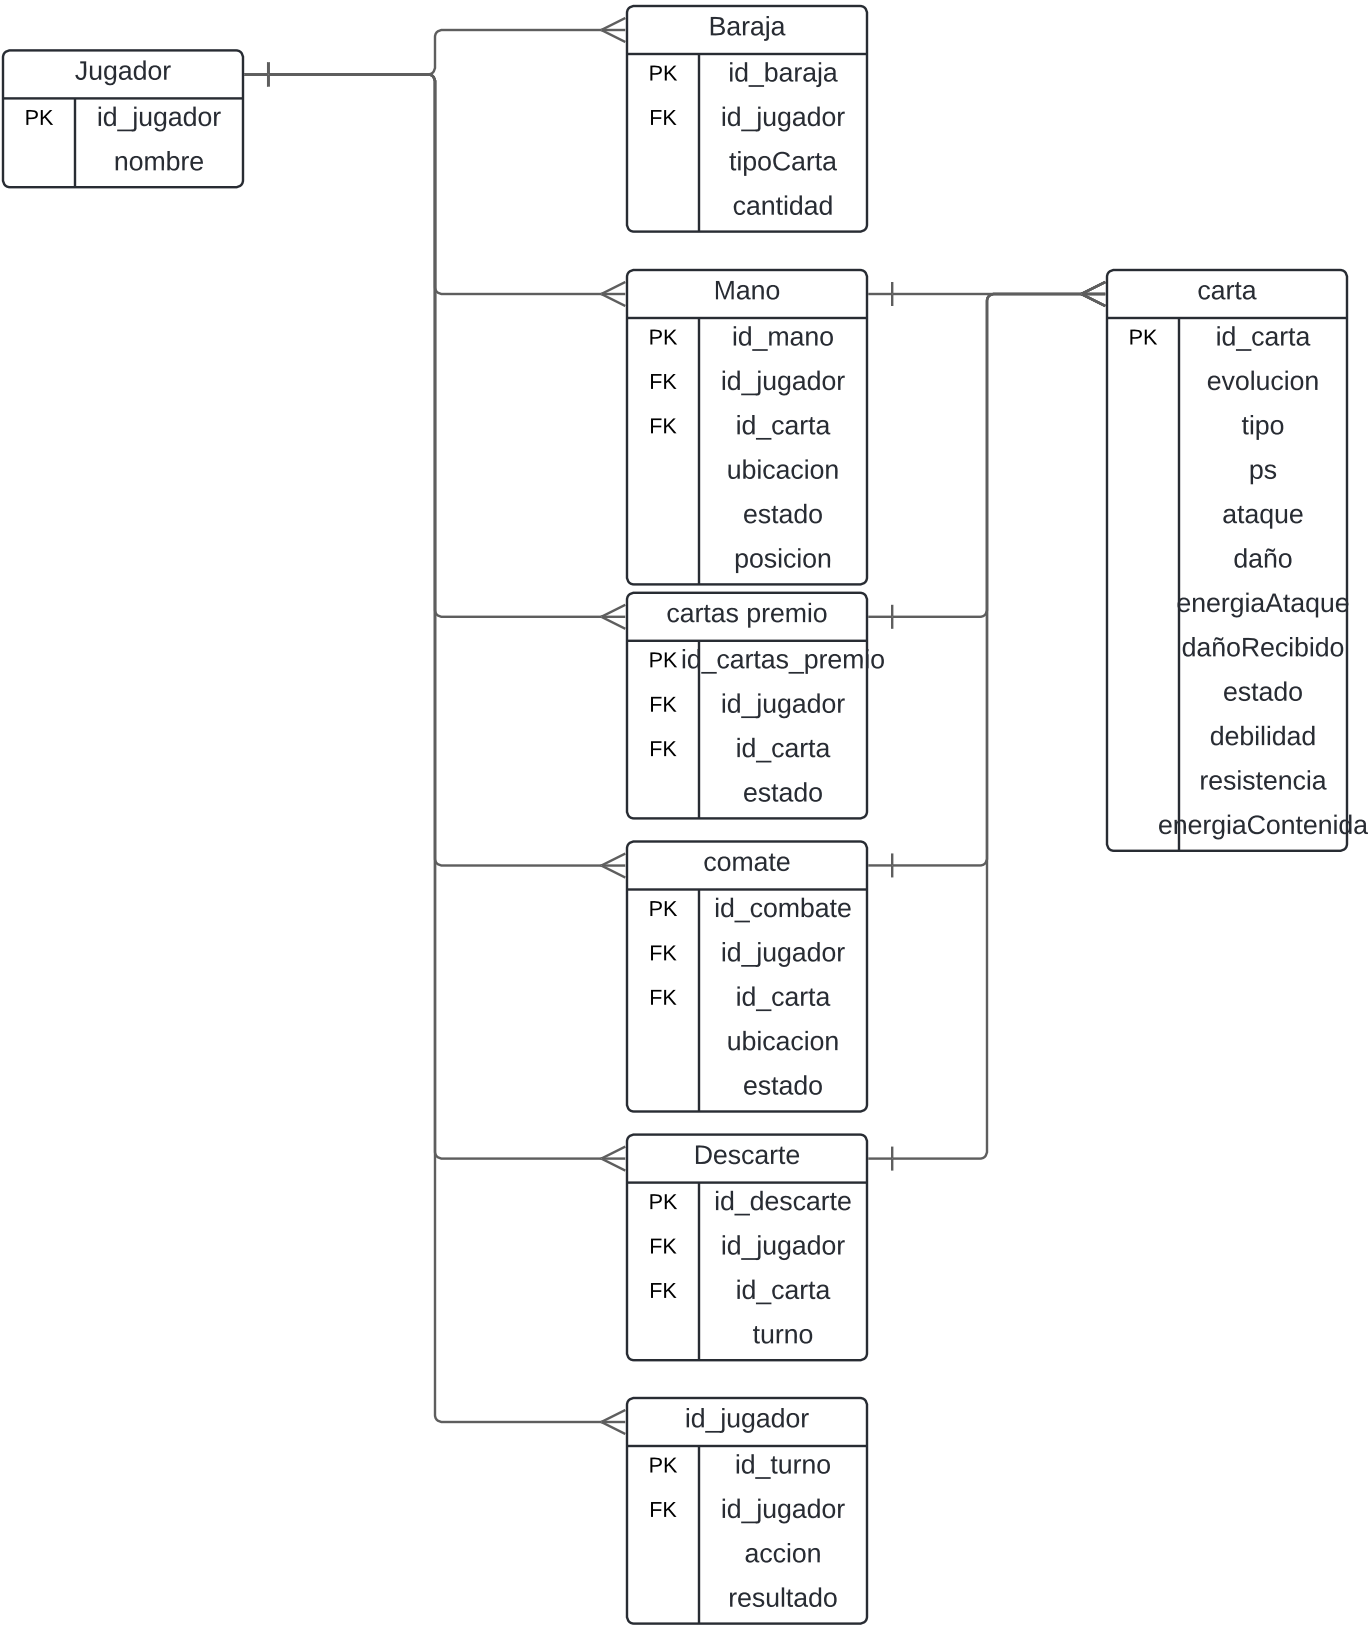 Jugador
PK id_jugador
nombre
Baraja
PK id_baraja
FK id_jugador
tipoCarta
cantidad
Mano
PK id_mano
FK id_jugador
FK id_carta
ubicacion
estado
posicion
cartas premio
PK id_cartas_premio
FK id_jugador
FK id_carta
estado
comate
PK id_combate
FK id_jugador
FK id_carta
ubicacion
estado
Descarte
PK id_descarte
FK id_jugador
FK id_carta
turno
id_jugador
PK id_turno
FK id_jugador
accion
resultado
carta
PK id_carta
evolucion
tipo
ps
ataque
daño
energiaAtaque
dañoRecibido
estado
debilidad
resistencia
energiaContenida